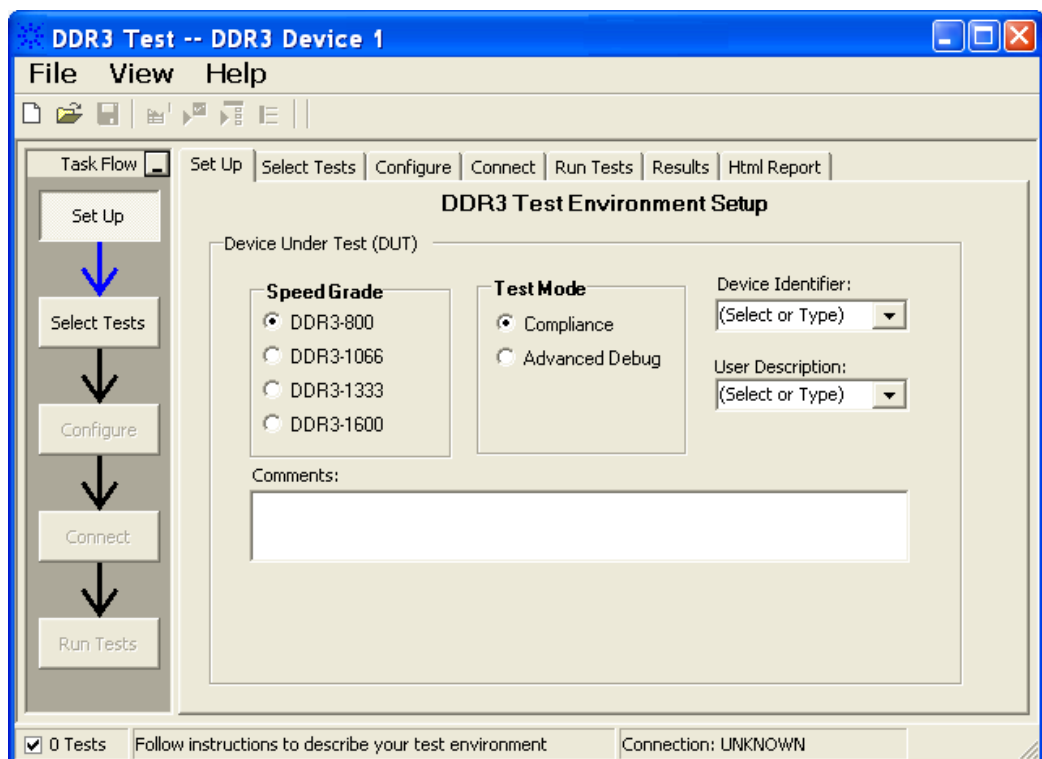 DDR3 Test -- DDR3 Device 1
File View Help
Task Flow
Set Up
Select Tests
Configure
Connect
Run Tests
Set Up Select Tests Configure Connect Run Tests Results Html Report
DDR3 Test Environment Setup
Device Under Test (DUT)
Speed Grade
DDR3-800
DDR3-1066
DDR3-1333
DDR3-1600
Test Mode
Compliance
Advanced Debug
Device Identifier:
(Select or Type)
User Description:
(Select or Type)
Comments:
0 Tests Follow instructions to describe your test environment Connection: UNKNOWN